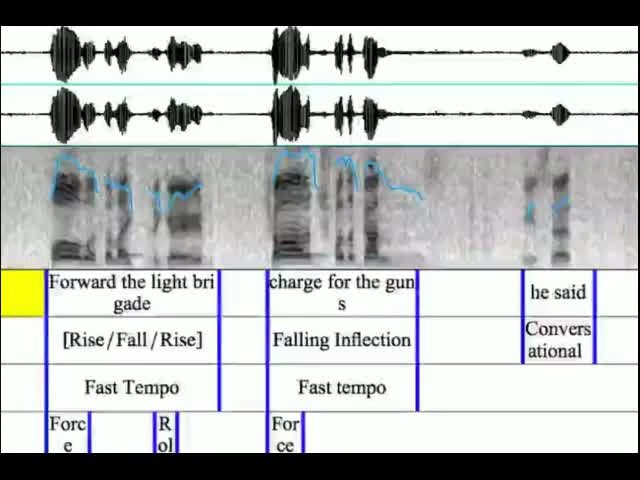 Forward the light bri
gade
charge for the gun
s
he said
[Rise/Fall/Rise]
Falling Inflection
Convers
ational
Fast Tempo
Fast tempo
Forc
e
R
ol
For
ce